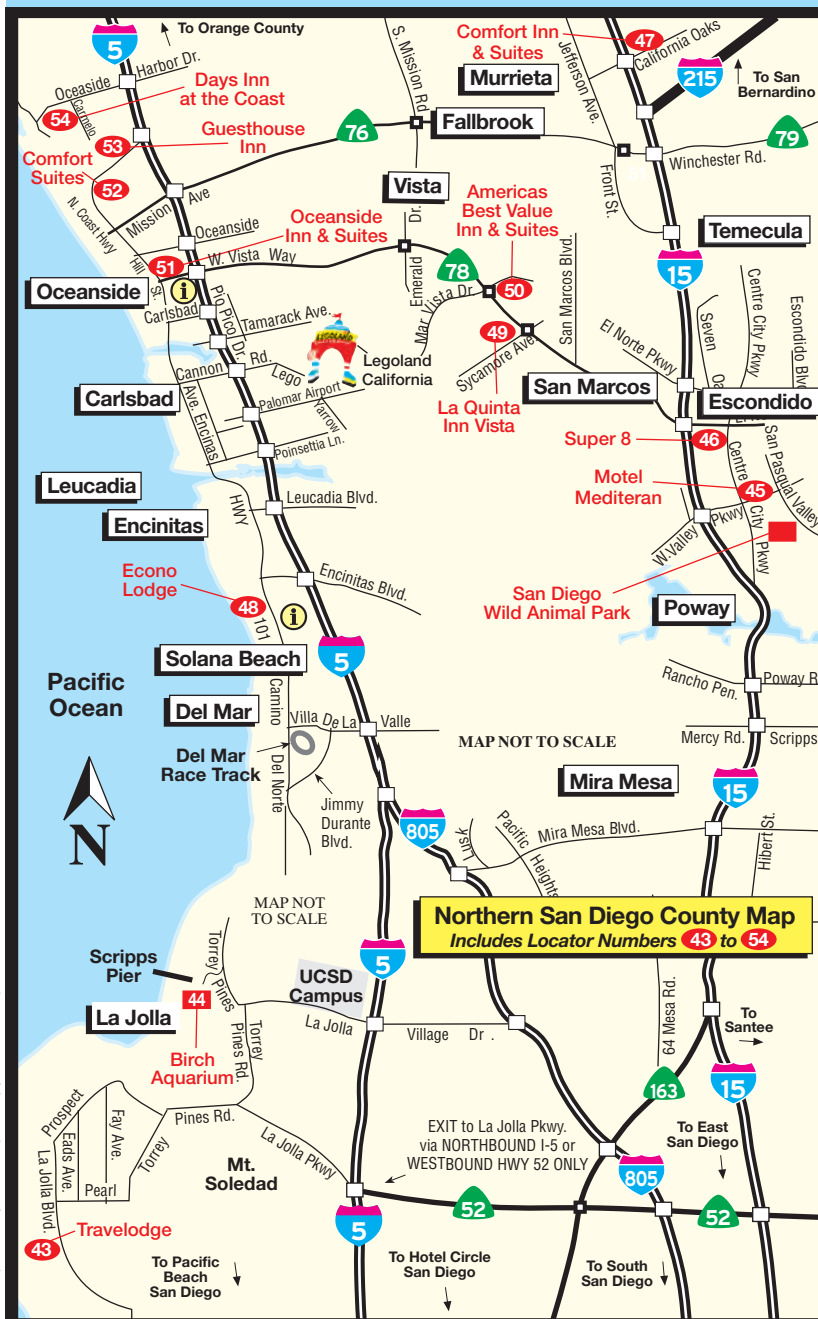 5
To Orange County
Harbor Dr.
Oceaside
Carmelo
54
Days Inn
at the Coast
53
Guesthouse
Inn
Comfort
Suites
52
N. Coast Hwy
Mission Ave
76
S. Mission Rd
Fallbrook
Comfort Inn
& Suites
47
California Oaks
Murrieta
Jefferson Ave.
215
To San
Bernardino
79
Winchester Rd.
Front St.
Temecula
15
Vista
Americas
Best Value
Inn & Suites
50
Oceanside
Oceanside
Inn & Suites
51
W. Vista Way
Hill St.
i
Oceanside
Emerald Dr.
78
Mar Vista Dr.
San Marcos Blvd.
49
Sycamore Ave.
La Quinta
Inn Vista
San Marcos
El Norte Pkwy
Seven Oa
Centre City Pkwy
Escondido Blv
Escondido
Carlsbad
Pio Pico Dr.
Tamarack Ave.
LEGOLAND
Legoland
California
Cannon Rd.
Lego
Carlsbad
Palomar Airport
Yarrow
Ave. Encinas
Poinsettia Ln.
Super 8
46
Motel
Mediteran
45
Centre City Pkwy
San Pasqual Valley
W. Valley Pkwy
San Diego
Wild Animal Park
Leucadia
HWY
Leucadia Blvd.
Encinitas
Encinitas Blvd.
Econo
Lodge
48
101
i
Poway
Solana Beach
5
Pacific
Ocean
Del Mar
Camino
Del Norte
Villa De La Valle
Rancho Pen.
Poway R
Mercy Rd.
Scripps
MAP NOT TO SCALE
Del Mar
Race Track
Jimmy
Durante
Blvd.
N
Mira Mesa
15
805
Lusk
Pacific Heights
Mira Mesa Blvd.
Hibert St.
MAP NOT
TO SCALE
Northern San Diego County Map
Includes Locator Numbers 43 to 54
Scripps
Pier
Torrey Pines
44
La Jolla
Birch
Aquarium
UCSD
Campus
5
La Jolla
Village Dr.
Torrey
Pines Rd.
64 Mesa Rd.
To
Santee
163
15
Prospect
Fay Ave.
Eads Ave.
Pearl
Torrey
Pines Rd.
La Jolla Pkwy
La Jolla Blvd.
Mt.
Soledad
EXIT to La Jolla Pkwy.
via NORTHBOUND I-5 or
WESTBOUND HWY 52 ONLY
To East
San Diego
805
52
52
5
43
Travelodge
To Pacific
Beach
San Diego
To Hotel Circle
San Diego
To South
San Diego